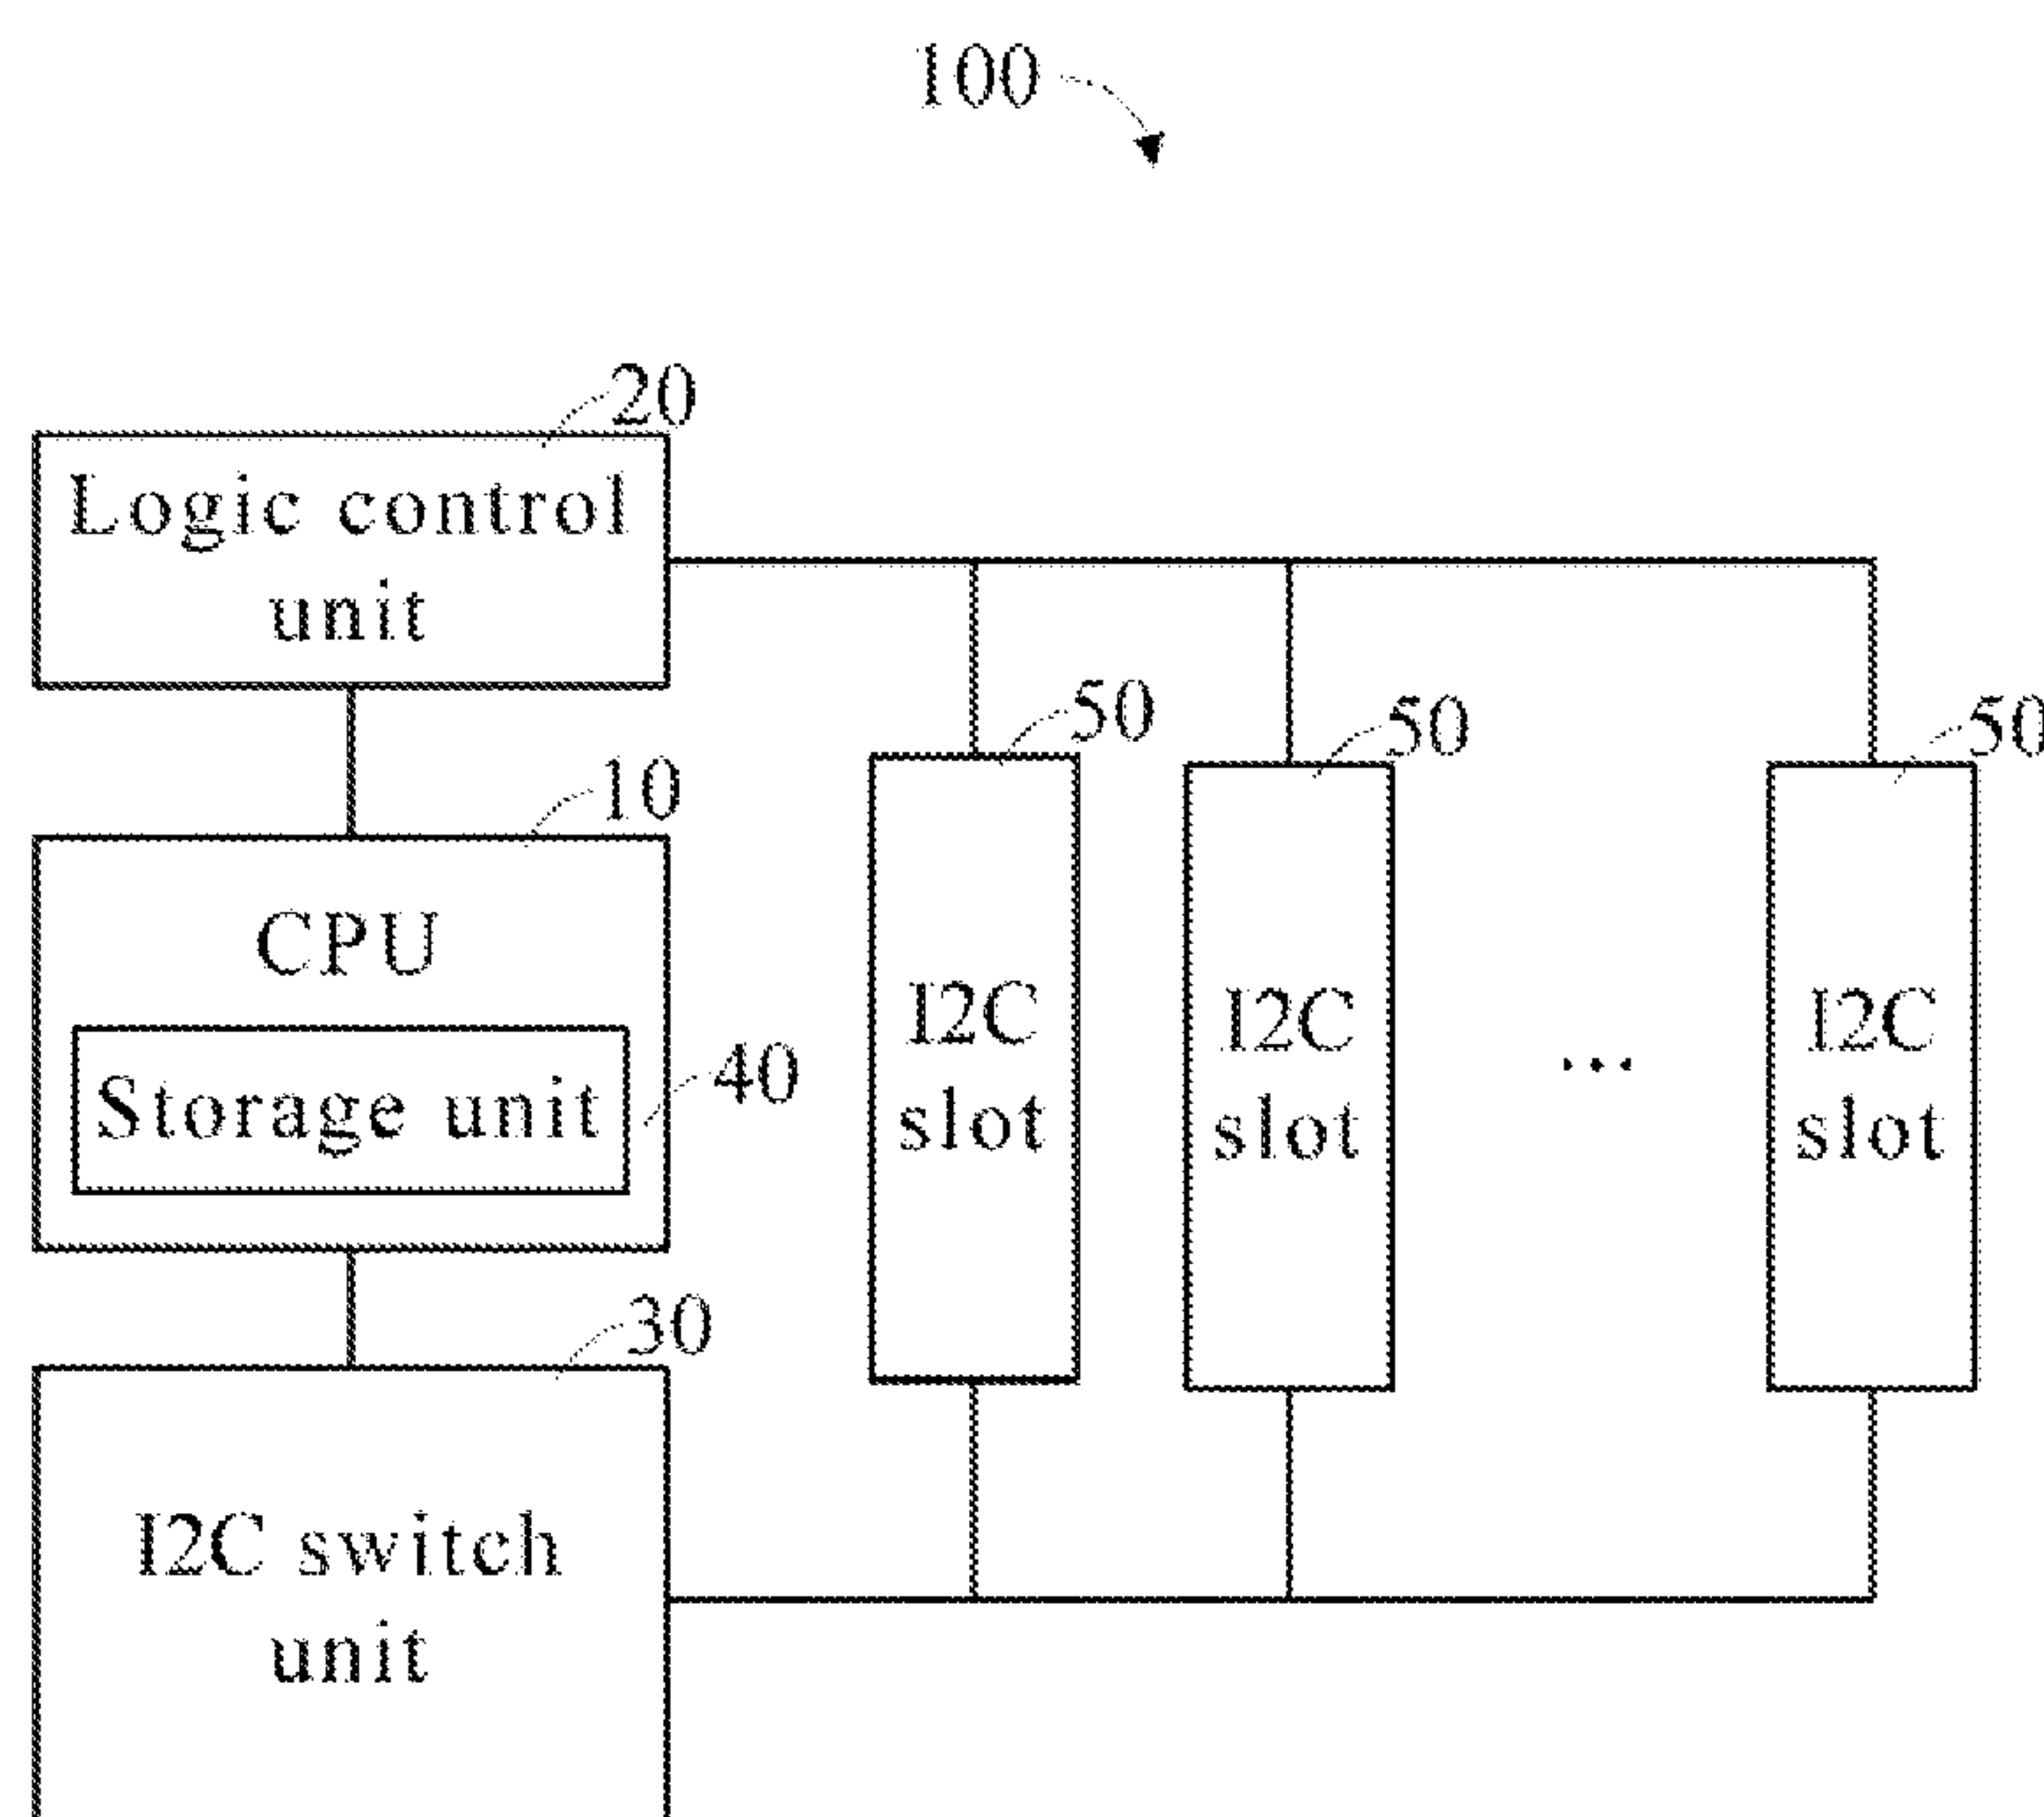 100
20
Logic control
unit
50
50
50
10
CPU
40
Storage unit
I2C
slot
I2C
slot
...
I2C
slot
30
I2C switch
unit